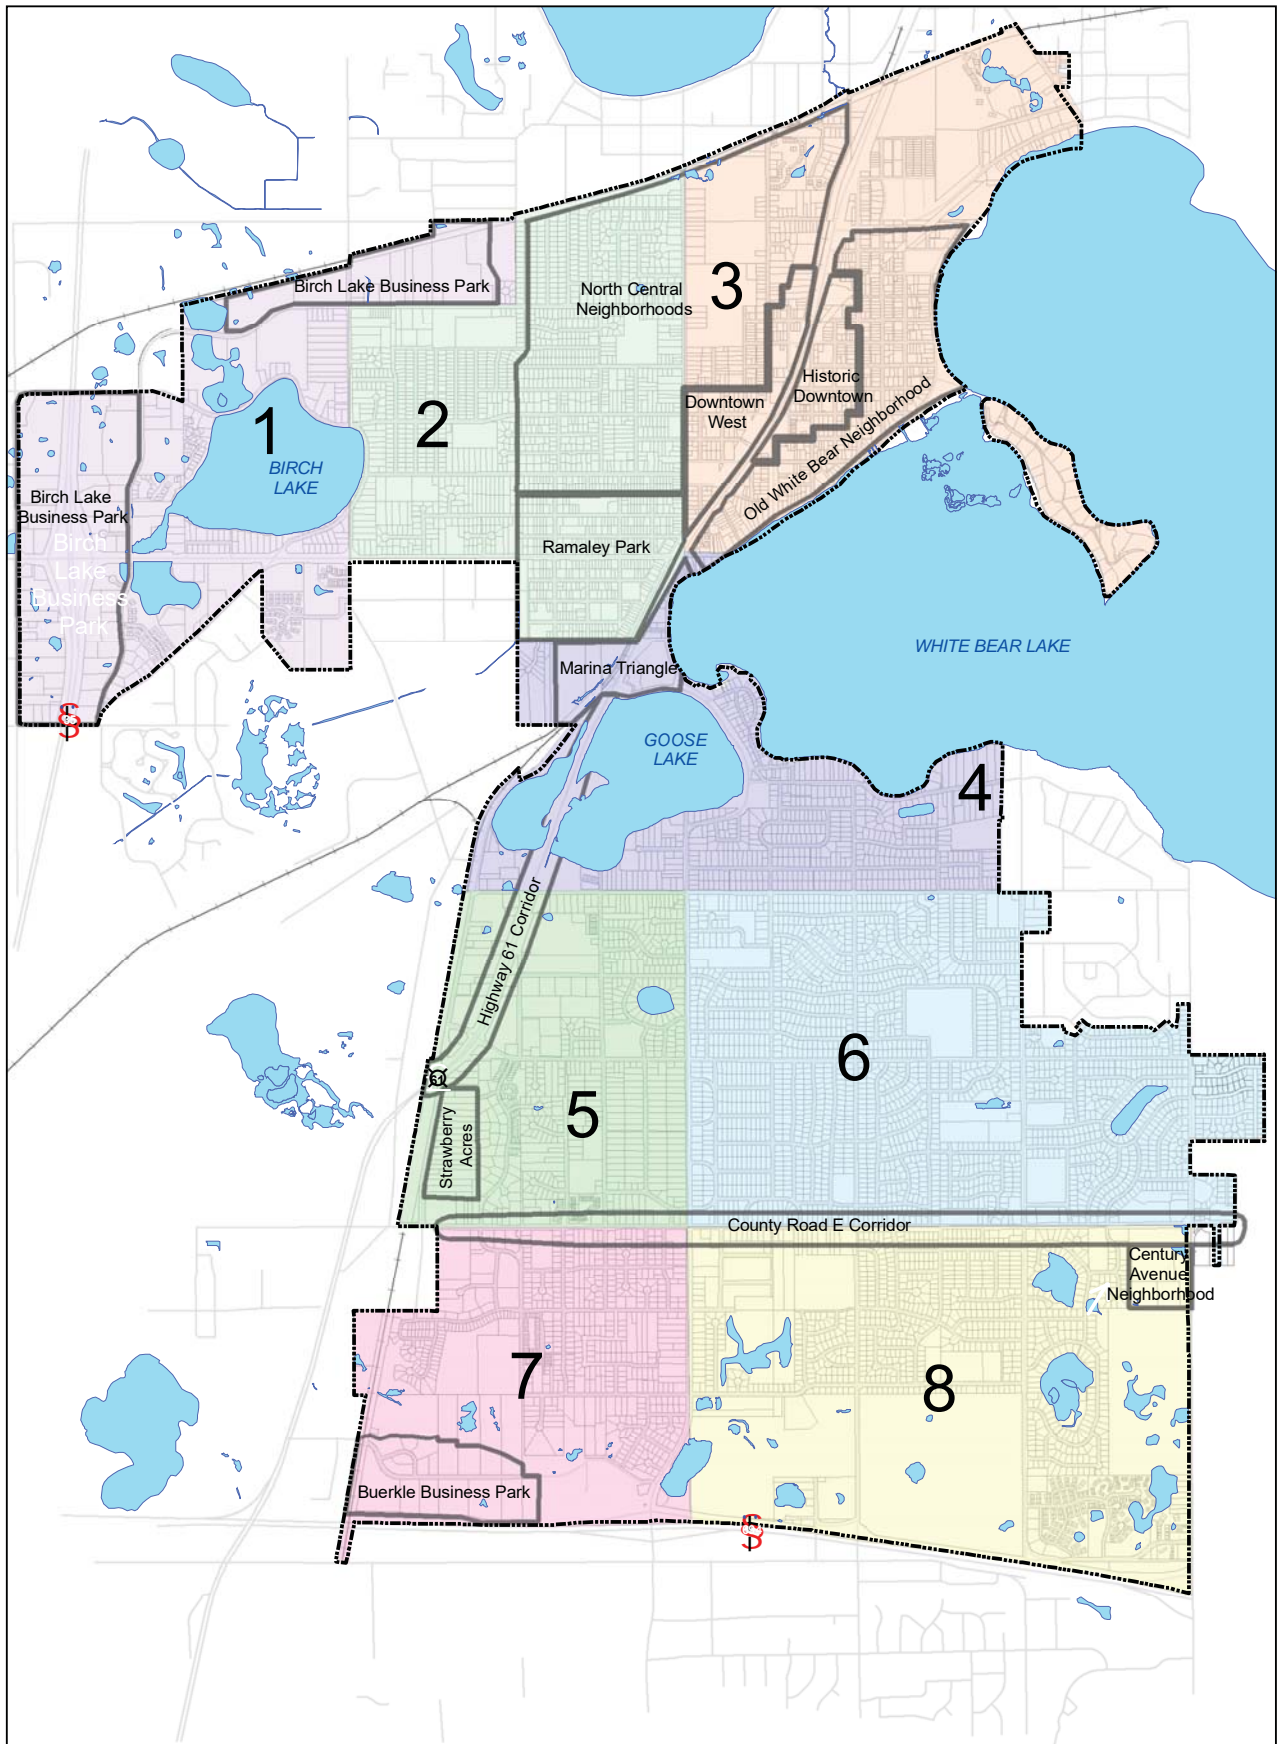 Birch Lake Business Park
North Central
Neighborhoods
3
Historic
Downtown
Downtown
West
Old White Bear Neighborhood
1
2
BIRCH
LAKE
Birch Lake
Business Park
Birch
Lake
Business
Park
Ramaley Park
WHITE BEAR LAKE
Marina Triangle
GOOSE
LAKE
4
Highway 61 Corridor
6
61
5
Strawberry
Acres
County Road E Corridor
Century
Avenue
Neighborhood
7
8
Buerkle Business Park